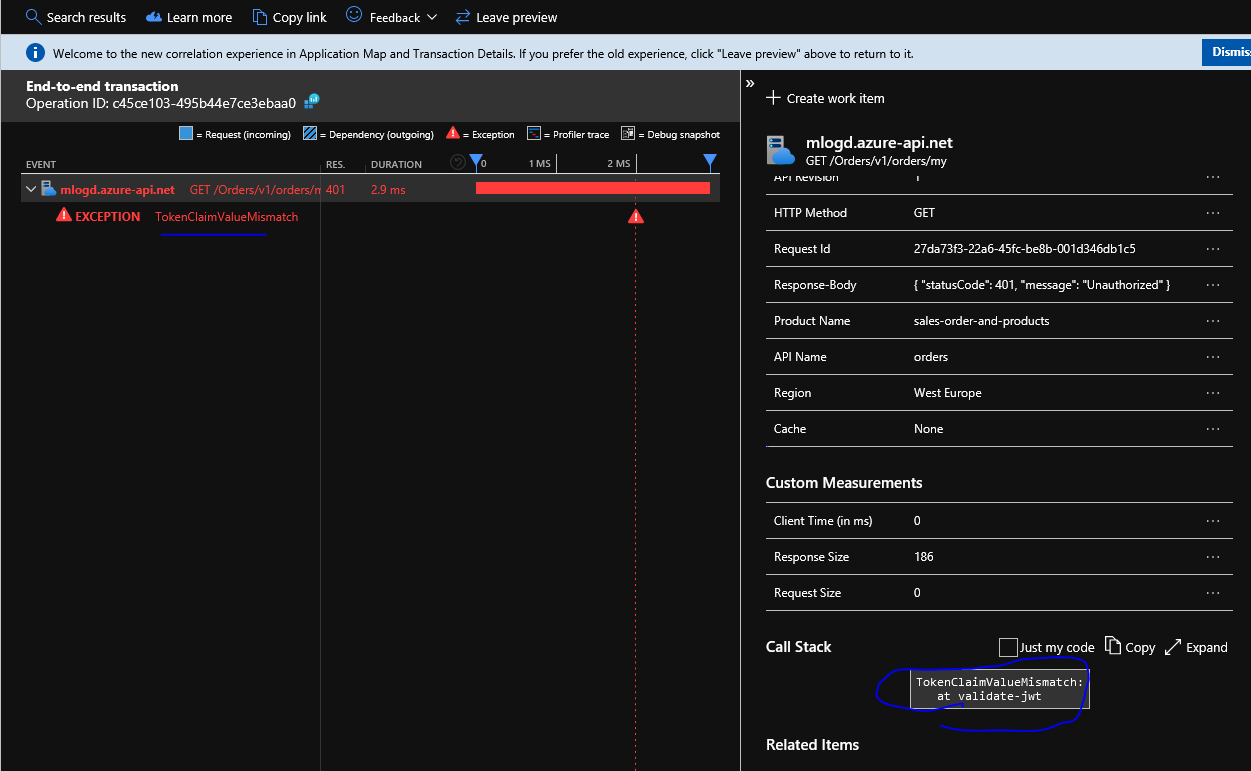 Search results Learn more Copy link Feedback Leave preview
Welcome to the new correlation experience in Application Map and Transaction Details. If you prefer the old experience, click "Leave preview" above to return to it.
Dismis
End-to-end transaction
Operation ID: c45ce103-495b44e7ce3ebaa0
= Request (incoming) = Dependency (outgoing) = Exception = Profiler trace = Debug snapshot
EVENT RES. DURATION 0 1 MS 2 MS
mlogd.azure-api.net GET /Orders/v1/orders/m 401 2.9 ms
EXCEPTION TokenClaimValueMismatch
Create work item
mlogd.azure-api.net
GET /Orders/v1/orders/my
API Revision 1 ...
HTTP Method GET ...
Request Id 27da73f3-22a6-45fc-be8b-001d346db1c5 ...
Response-Body { "statusCode": 401, "message": "Unauthorized" } ...
Product Name sales-order-and-products ...
API Name orders ...
Region West Europe ...
Cache None ...
Custom Measurements
Client Time (in ms) 0 ...
Response Size 186 ...
Request Size 0 ...
Call Stack Just my code Copy Expand
TokenClaimValueMismatch:
at validate-jwt
Related Items